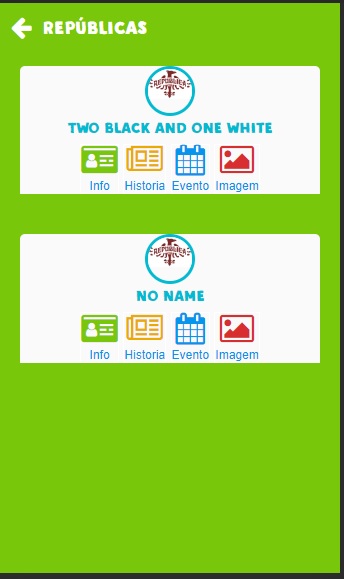 REPÚBLICAS
REPÚBLICA
TWO BLACK AND ONE WHITE
Info Historia Evento Imagem
REPÚBLICA
NO NAME
Info Historia Evento Imagem